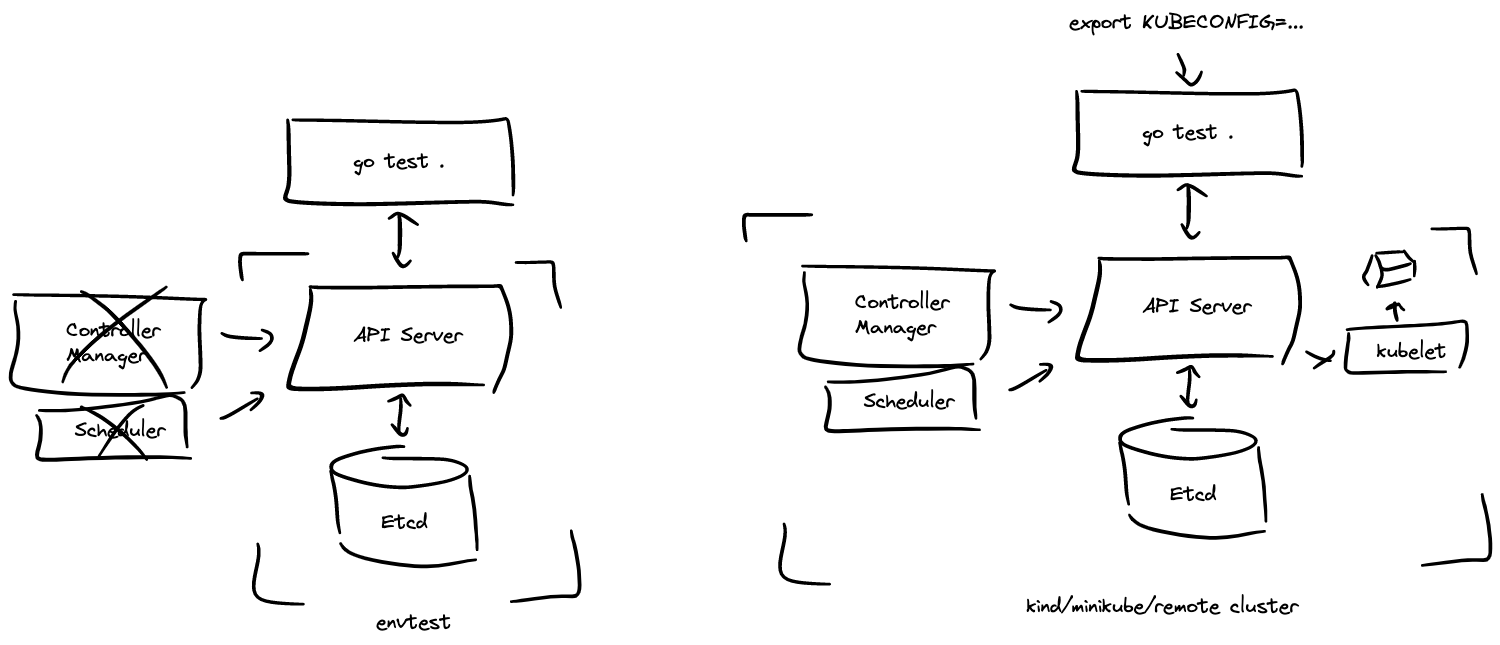 go test .
Controller
Manager
Scheduler
API Server
Etcd
envtest
export KUBECONFIG=...
go test .
Controller
Manager
Scheduler
API Server
kubelet
Etcd
kind/minikube/remote cluster